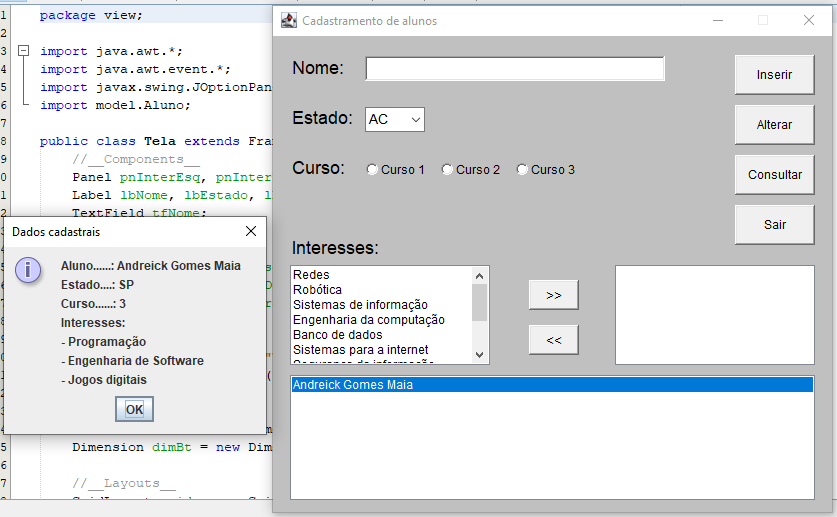 package view;
import java.awt.*;
import java.awt.event.*;
import javax.swing.JOptionPan
import model.Aluno;
public class Tela extends Fra
//__Components__
Panel pnInterEsq, pnInter
Label lbNome, lbEstado, l
TextField tfNome;
Dimension dimBt = new Dim
//__Layouts__
Dados cadastrais
Aluno......: Andreick Gomes Maia
Estado....: SP
Curso......: 3
Interesses:
- Programação
- Engenharia de Software
- Jogos digitais
OK
Cadastramento de alunos
Nome:
Inserir
Estado:
AC
Alterar
Curso:
Curso 1
Curso 2
Curso 3
Consultar
Sair
Interesses:
Redes
Robótica
Sistemas de informação
Engenharia da computação
Banco de dados
Sistemas para a internet
Segurança da informação
>>
<<
Andreick Gomes Maia